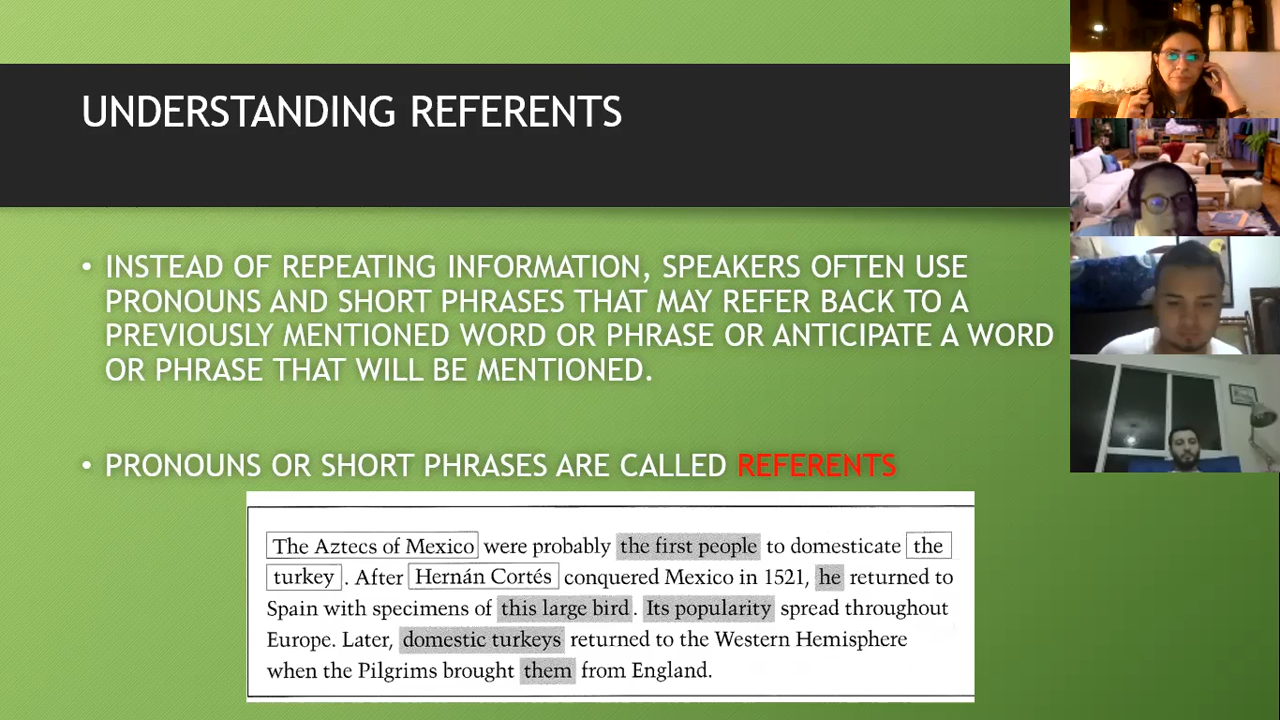 UNDERSTANDING REFERENTS
• INSTEAD OF REPEATING INFORMATION, SPEAKERS OFTEN USE
PRONOUNS AND SHORT PHRASES THAT MAY REFER BACK TO A
PREVIOUSLY MENTIONED WORD OR PHRASE OR ANTICIPATE A WORD
OR PHRASE THAT WILL BE MENTIONED.
• PRONOUNS OR SHORT PHRASES ARE CALLED REFERENTS
The Aztecs of Mexico were probably the first people to domesticate the
turkey. After Hernán Cortés conquered Mexico in 1521, he returned to
Spain with specimens of this large bird. Its popularity spread throughout
Europe. Later, domestic turkeys returned to the Western Hemisphere
when the Pilgrims brought them from England.